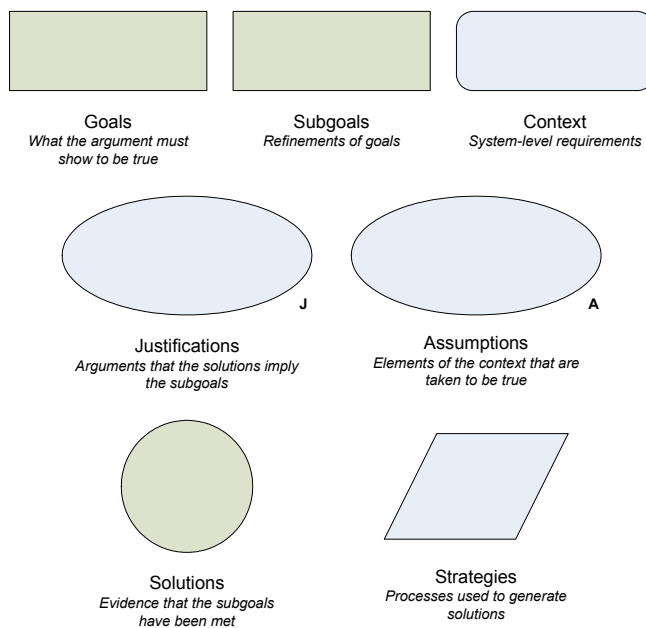 Goals
What the argument must
show to be true
Subgoals
Refinements of goals
Context
System-level requirements
J
A
Justifications
Arguments that the solutions imply
the subgoals
Assumptions
Elements of the context that are
taken to be true
Solutions
Evidence that the subgoals
have been met
Strategies
Processes used to generate
solutions